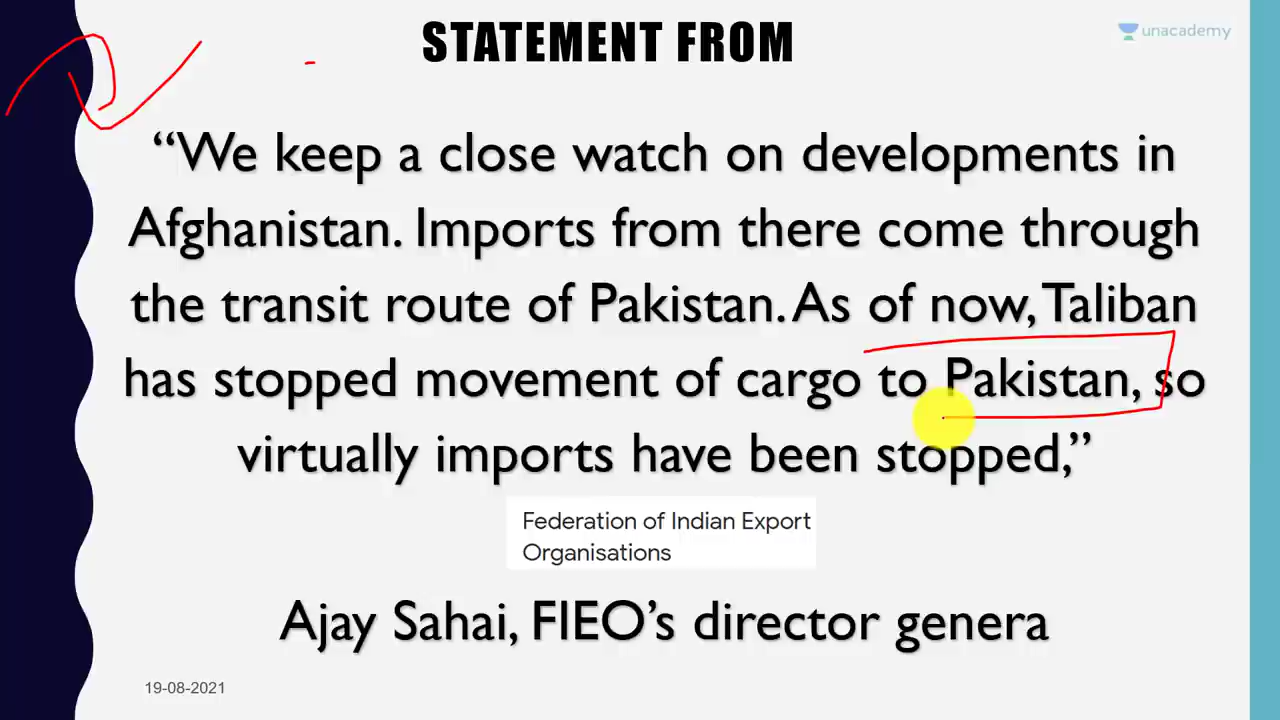 STATEMENT FROM
unacademy
“We keep a close watch on developments in
Afghanistan. Imports from there come through
the transit route of Pakistan. As of now, Taliban
has stopped movement of cargo to Pakistan, so
virtually imports have been stopped,”
Federation of Indian Export
Organisations
Ajay Sahai, FIEO’s director genera
19-08-2021